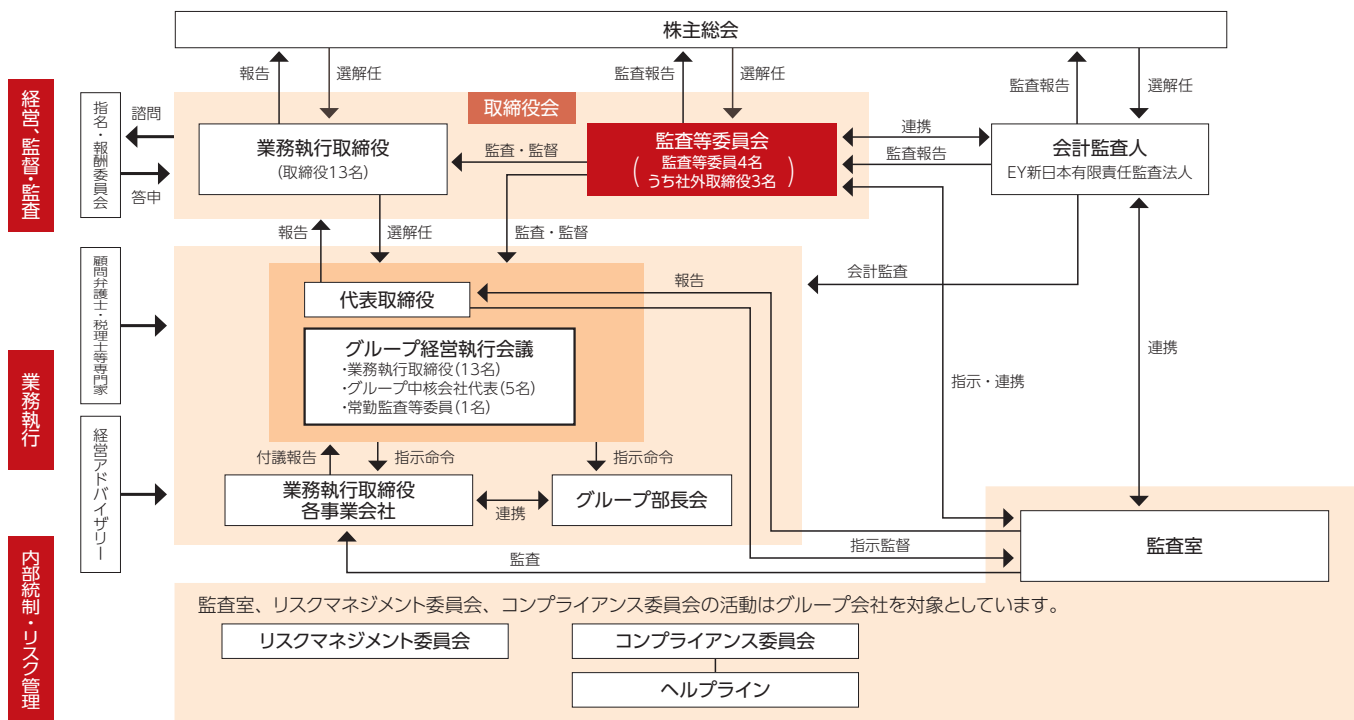 株主総会
報告
選解任
監査報告
選解任
監査報告
選解任
経営、監督・監査
指名・報酬委員会
諮問
答申
取締役会
業務執行取締役
(取締役13名)
監査・監督
監査等委員会
(監査等委員4名
うち社外取締役3名)
連携
監査報告
会計監査人
EY新日本有限責任監査法人
報告
選解任
監査・監督
会計監査
業務執行
顧問弁護士・税理士等専門家
経営アドバイザリー
代表取締役
報告
グループ経営執行会議
・業務執行取締役(13名)
・グループ中核会社代表(5名)
・常勤監査等委員(1名)
指示・連携
連携
付議報告
指示命令
指示命令
業務執行取締役
各事業会社
連携
グループ部長会
監査
指示監督
監査室
内部統制・リスク管理
監査室、リスクマネジメント委員会、コンプライアンス委員会の活動はグループ会社を対象としています。
リスクマネジメント委員会
コンプライアンス委員会
ヘルプライン